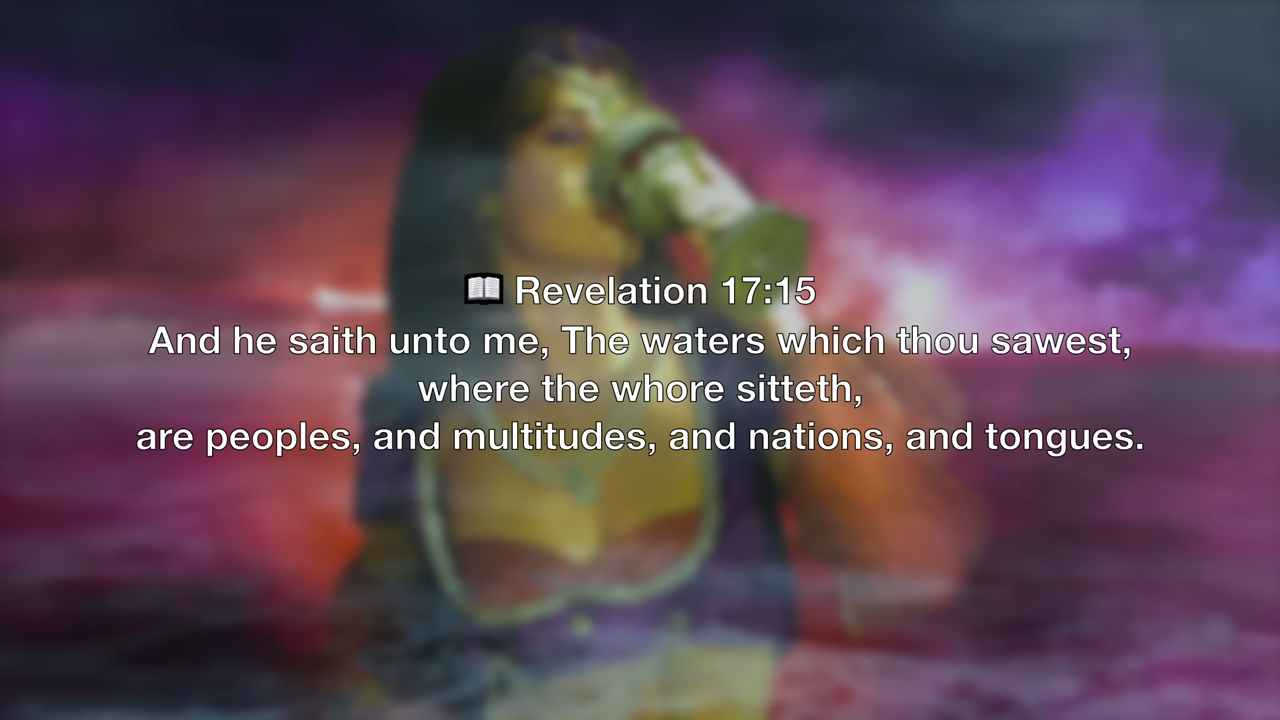 📖 Revelation 17:15
And he saith unto me, The waters which thou sawest,
where the whore sitteth,
are peoples, and multitudes, and nations, and tongues.